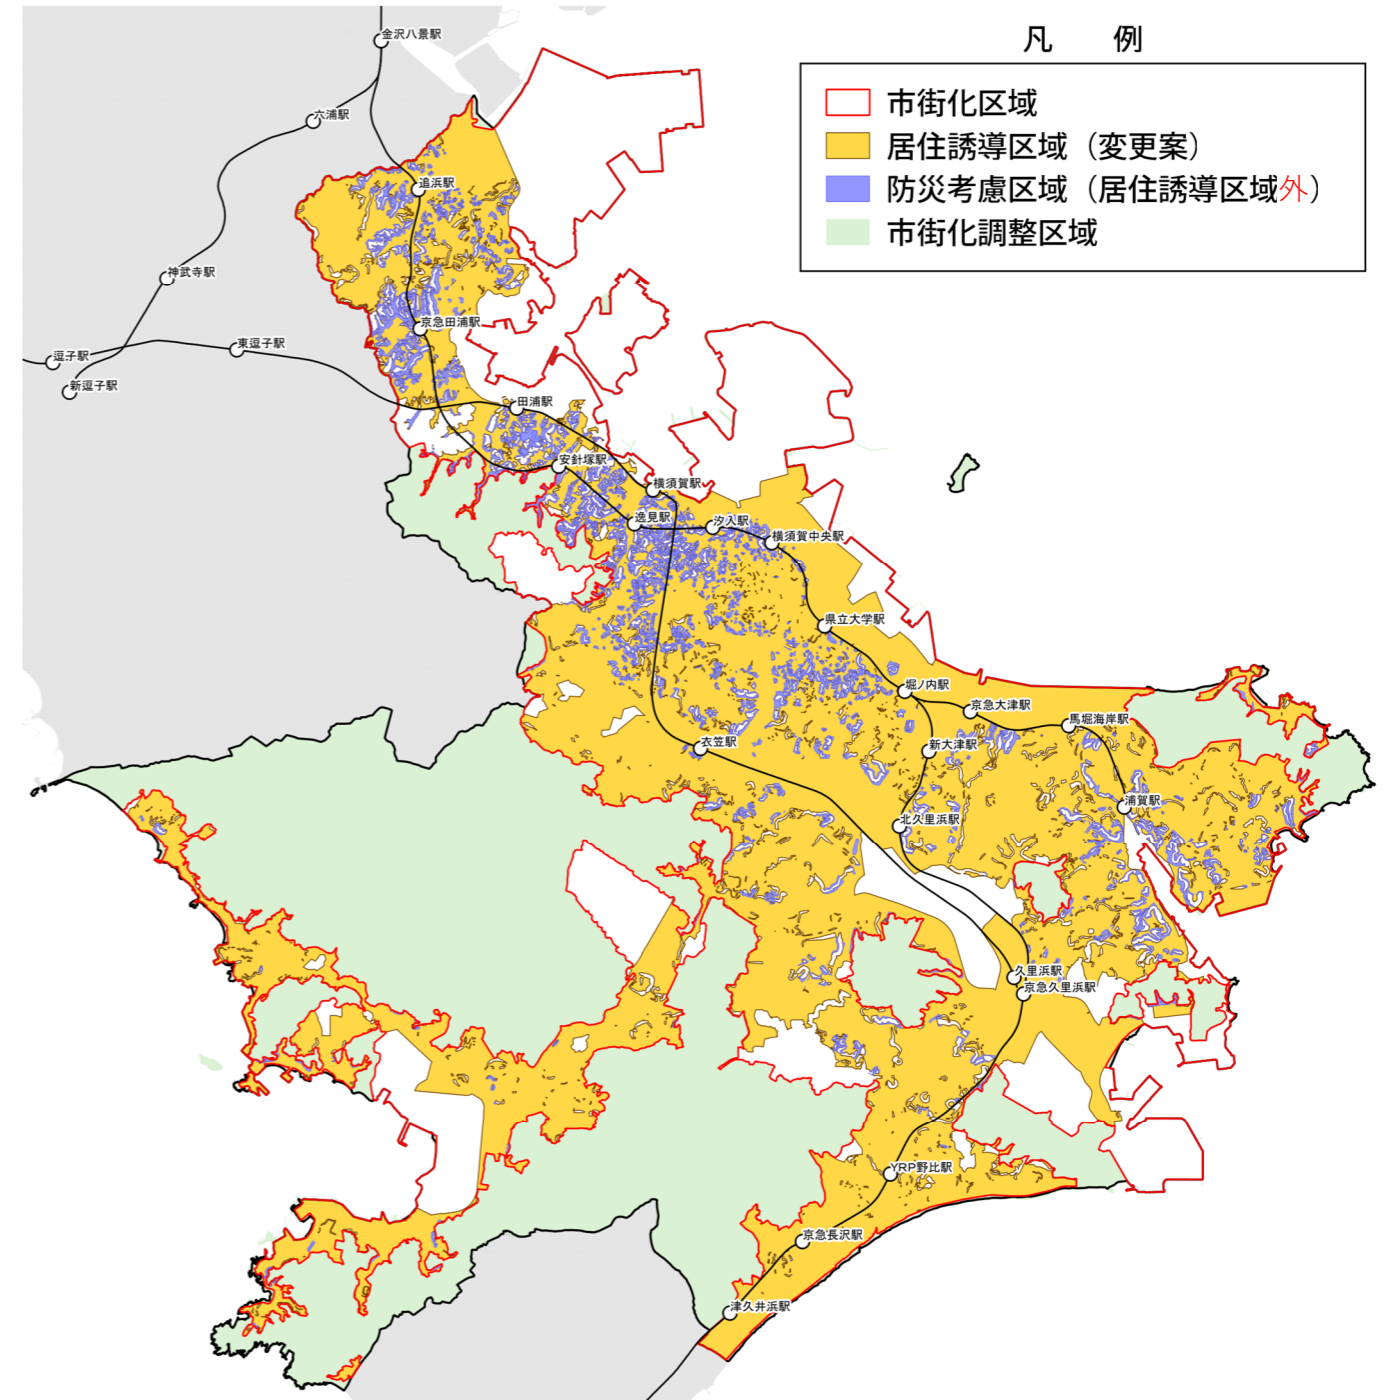 凡 例
市街化区域
居住誘導区域（変更案）
防災考慮区域（居住誘導区域外）
市街化調整区域
金沢八景駅
六浦駅
追浜駅
神武寺駅
京急田浦駅
東逗子駅
逗子駅
新逗子駅
田浦駅
安針塚駅
横須賀駅
逸見駅
汐入駅
横須賀中央駅
県立大学駅
堀ノ内駅
京急大津駅
馬堀海岸駅
衣笠駅
新大津駅
浦賀駅
北久里浜駅
久里浜駅
京急久里浜駅
YRP野比駅
京急長沢駅
津久井浜駅